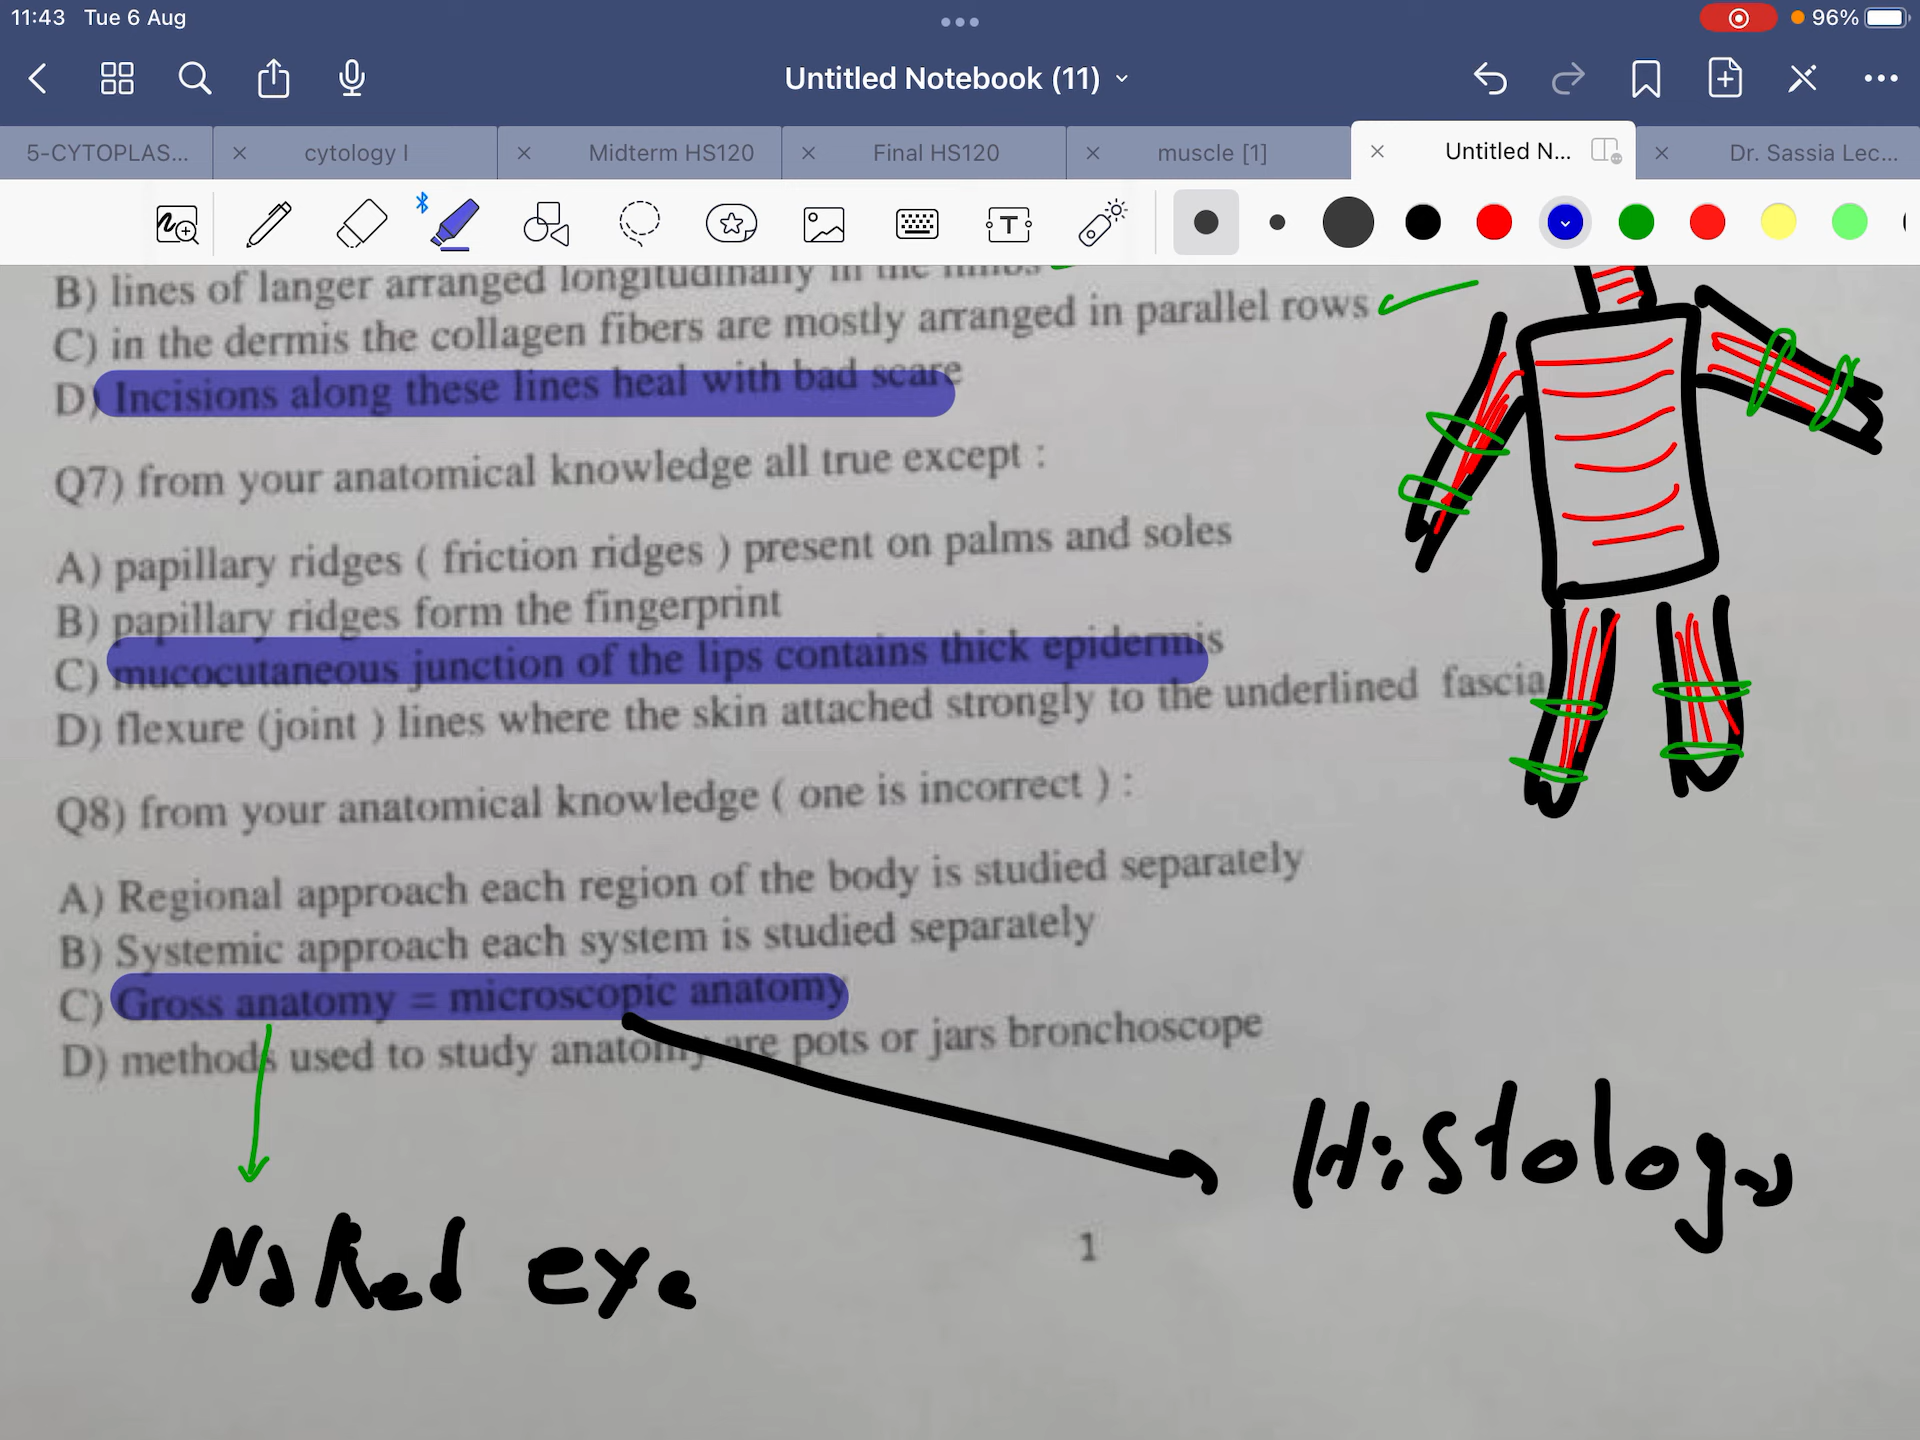 11:43 Tue 6 Aug 96%
Untitled Notebook (11)
5-CYTOPLAS... cytology I Midterm HS120 Final HS120 muscle [1] Untitled N... Dr. Sassia Lec...
B) lines of langer arranged longitudinally in the limbs
C) in the dermis the collagen fibers are mostly arranged in parallel rows
D) Incisions along these lines heal with bad scare
Q7) from your anatomical knowledge all true except :
A) papillary ridges ( friction ridges ) present on palms and soles
B) papillary ridges form the fingerprint
C) mucocutaneous junction of the lips contains thick epidermis
D) flexure (joint ) lines where the skin attached strongly to the underlined fascia
Q8) from your anatomical knowledge ( one is incorrect ) :
A) Regional approach each region of the body is studied separately
B) Systemic approach each system is studied separately
C) Gross anatomy = microscopic anatomy
D) methods used to study anatomy are pots or jars bronchoscope
Histology
Naked eye
1